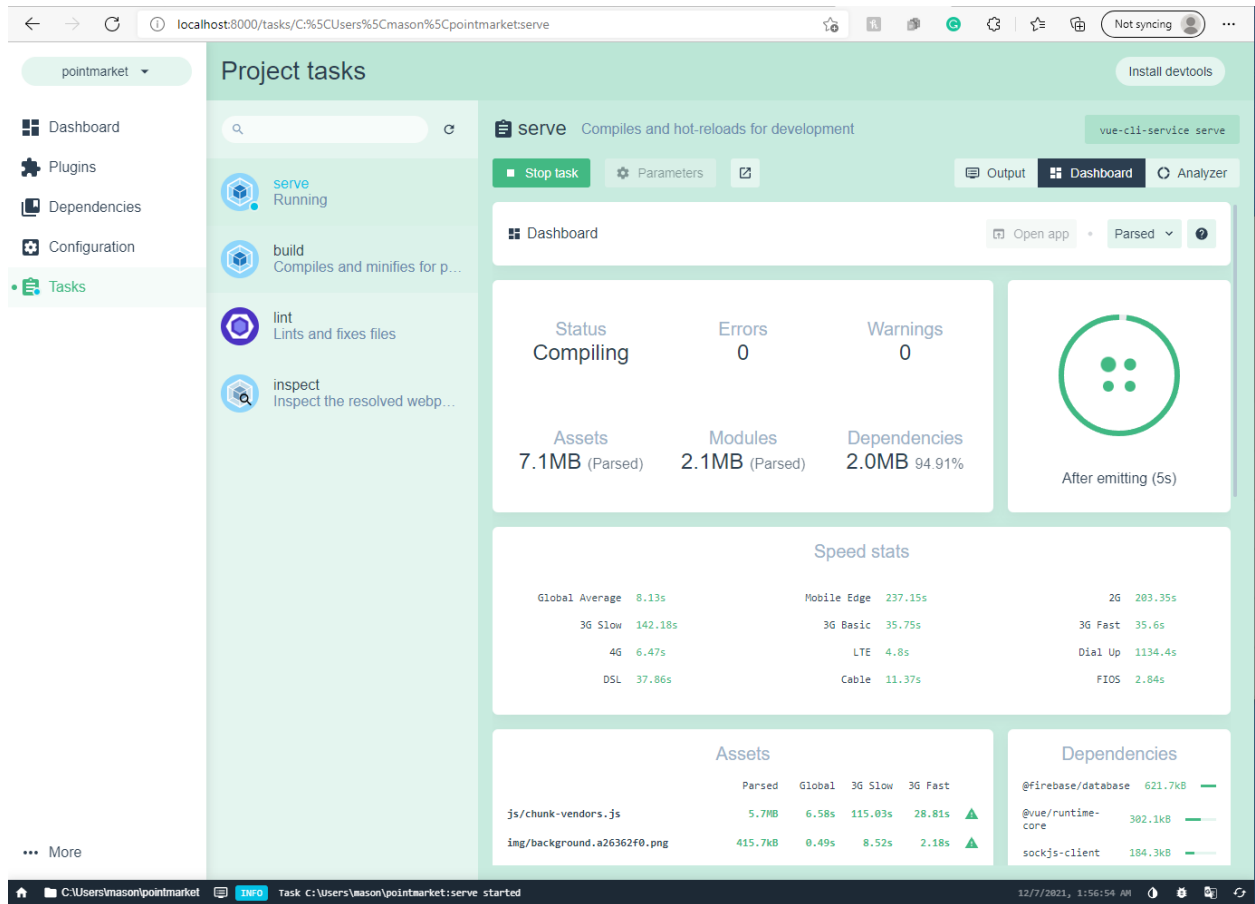 localhost:8000/tasks/C:%5CUsers%5Cmason%5Cpointmarket:serve
Not syncing
pointmarket
Project tasks
Install devtools
Dashboard
Plugins
Dependencies
Configuration
Tasks
More
serve
Running
build
Compiles and minifies for p...
lint
Lints and fixes files
inspect
Inspect the resolved webp...
serve Compiles and hot-reloads for development
vue-cli-service serve
Stop task Parameters
Output Dashboard Analyzer
Dashboard
Open app Parsed
Status Errors Warnings
Compiling 0 0
Assets Modules Dependencies
7.1MB (Parsed) 2.1MB (Parsed) 2.0MB 94.91%
After emitting (5s)
Speed stats
Global Average 8.13s Mobile Edge 237.15s 2G 203.35s
3G Slow 142.18s 3G Basic 35.75s 3G Fast 35.6s
4G 6.47s LTE 4.8s Dial Up 1134.4s
DSL 37.86s Cable 11.37s FIOS 2.84s
Assets
Parsed Global 3G Slow 3G Fast
js/chunk-vendors.js 5.7MB 6.58s 115.03s 28.81s
img/background.a26362f0.png 415.7kB 0.49s 8.52s 2.18s
Dependencies
@firebase/database 621.7kB
@vue/runtime-
core 302.1kB
sockjs-client 184.3kB
C:\Users\mason\pointmarket INFO Task C:\Users\mason\pointmarket:serve started 12/7/2021, 1:56:54 AM